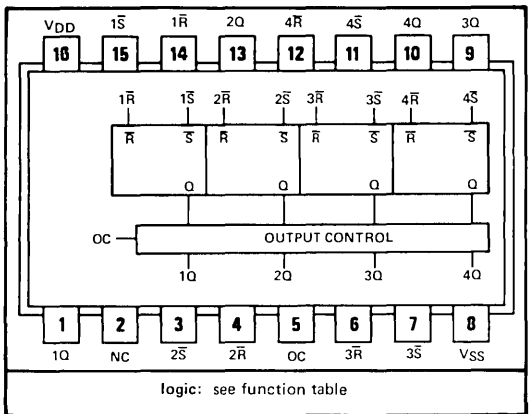 VDD 1S̅ 1R̅ 2Q 4R̅ 4S̅ 4Q 3Q
16 15 14 13 12 11 10 9
1R̅ 1S̅ 2R̅ 2S̅ 3R̅ 3S̅ 4R̅ 4S̅
R̅ S̅ R̅ S̅ R̅ S̅ R̅ S̅
Q Q Q Q
OC OUTPUT CONTROL
1Q 2Q 3Q 4Q
1 2 3 4 5 6 7 8
1Q NC 2S̅ 2R̅ OC 3R̅ 3S̅ VSS
logic: see function table